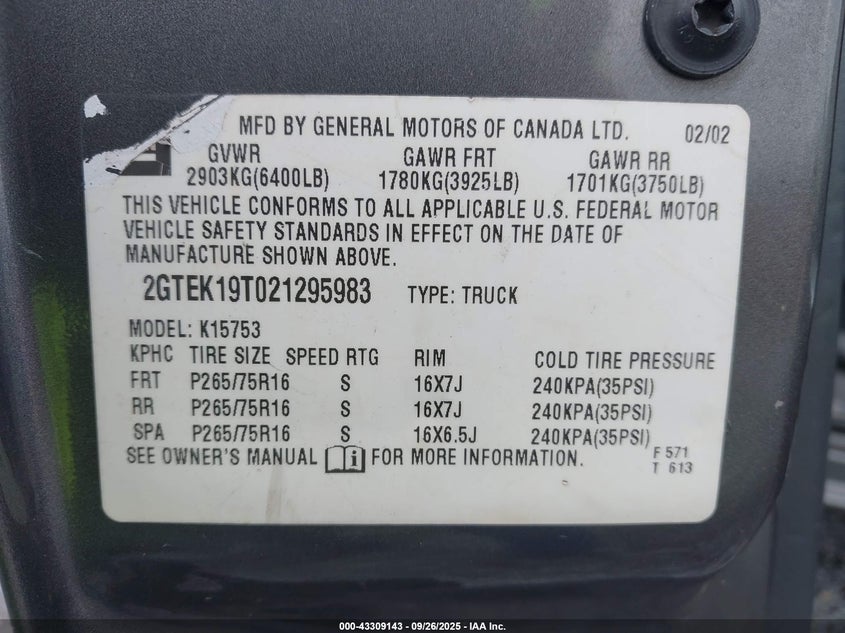 MFD BY GENERAL MOTORS OF CANADA LTD. 02/02
GVWR GAWR FRT GAWR RR
2903KG(6400LB) 1780KG(3925LB) 1701KG(3750LB)
THIS VEHICLE CONFORMS TO ALL APPLICABLE U.S. FEDERAL MOTOR
VEHICLE SAFETY STANDARDS IN EFFECT ON THE DATE OF
MANUFACTURE SHOWN ABOVE.
2GTEK19T021295983 TYPE: TRUCK
MODEL: K15753
KPHC TIRE SIZE SPEED RTG RIM COLD TIRE PRESSURE
FRT P265/75R16 S 16X7J 240KPA(35PSI)
RR P265/75R16 S 16X7J 240KPA(35PSI)
SPA P265/75R16 S 16X6.5J 240KPA(35PSI)
SEE OWNER'S MANUAL i FOR MORE INFORMATION.
F 571
T 613
000-43309143 - 09/26/2025 - IAA Inc.